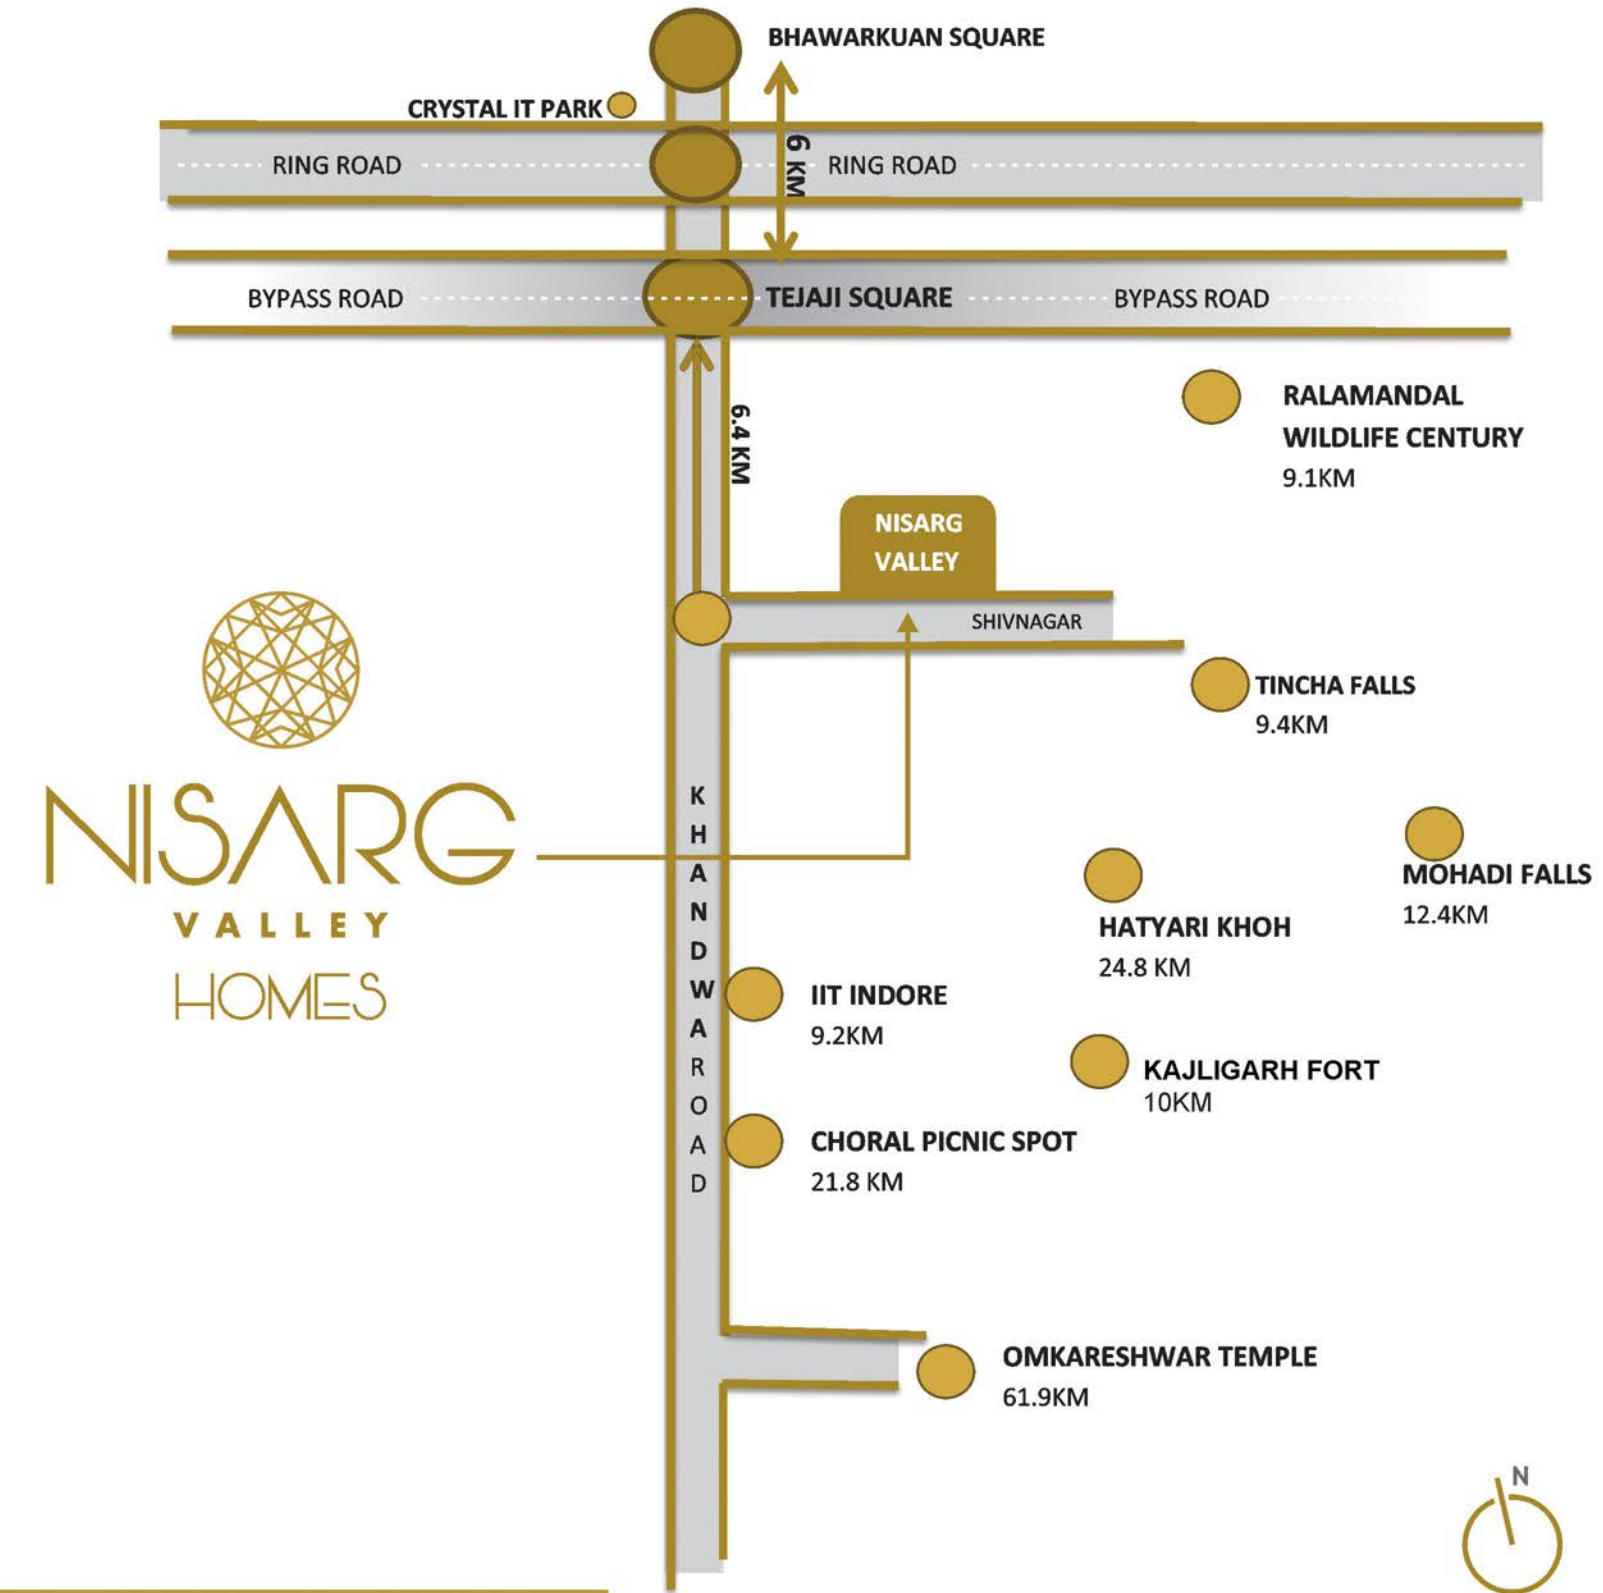 BHAWARKUAN SQUARE
CRYSTAL IT PARK
6 KM
RING ROAD
RING ROAD
BYPASS ROAD
TEJAJI SQUARE
BYPASS ROAD
6.4 KM
RALAMANDAL
WILDLIFE CENTURY
9.1KM
NISARG
VALLEY
SHIVNAGAR
TINCHA FALLS
9.4KM
NISARG
VALLEY
HOMES
KHANDWA ROAD
MOHADI FALLS
12.4KM
HATYARI KHOH
24.8 KM
IIT INDORE
9.2KM
KAJLIGARH FORT
10KM
CHORAL PICNIC SPOT
21.8 KM
OMKARESHWAR TEMPLE
61.9KM
N